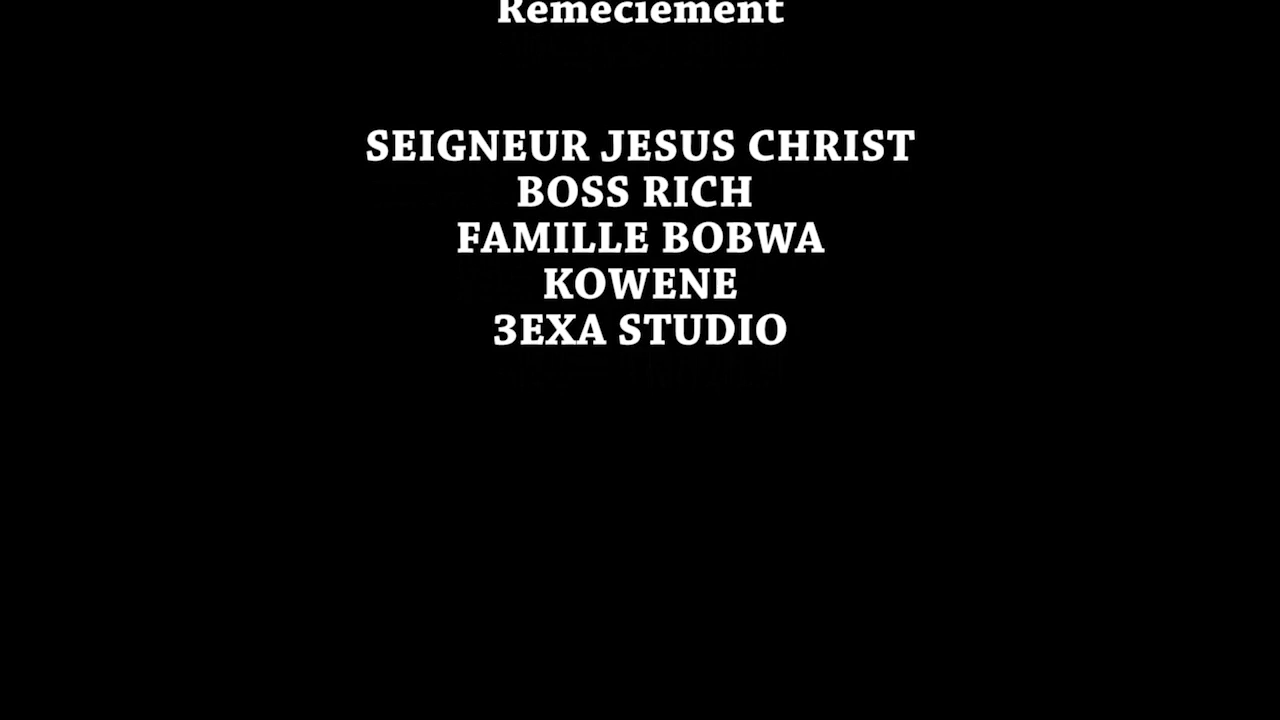 Remeciement
SEIGNEUR JESUS CHRIST
BOSS RICH
FAMILLE BOBWA
KOWENE
3EXA STUDIO